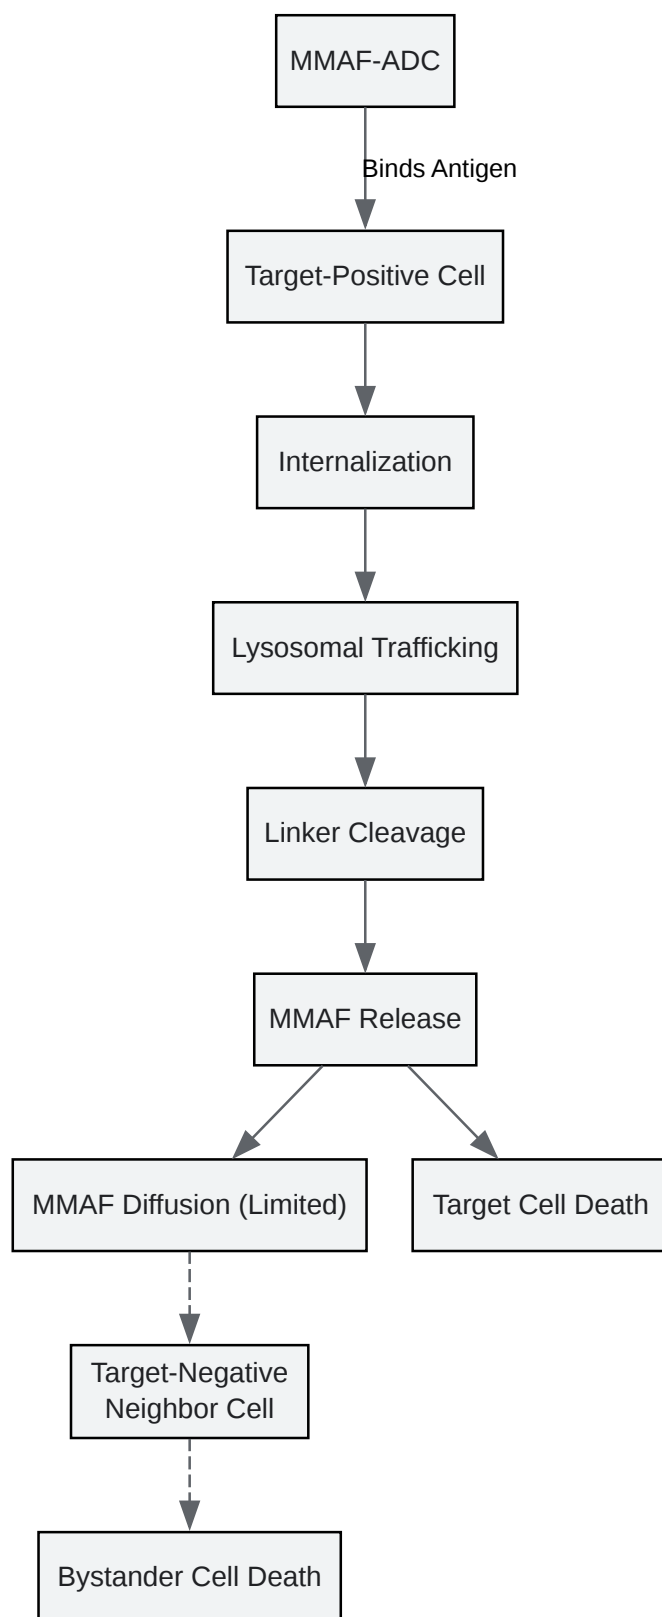 MMAF-ADC
Binds Antigen
Target-Positive Cell
Internalization
Lysosomal Trafficking
Linker Cleavage
MMAF Release
MMAF Diffusion (Limited)
Target Cell Death
Target-Negative
Neighbor Cell
Bystander Cell Death